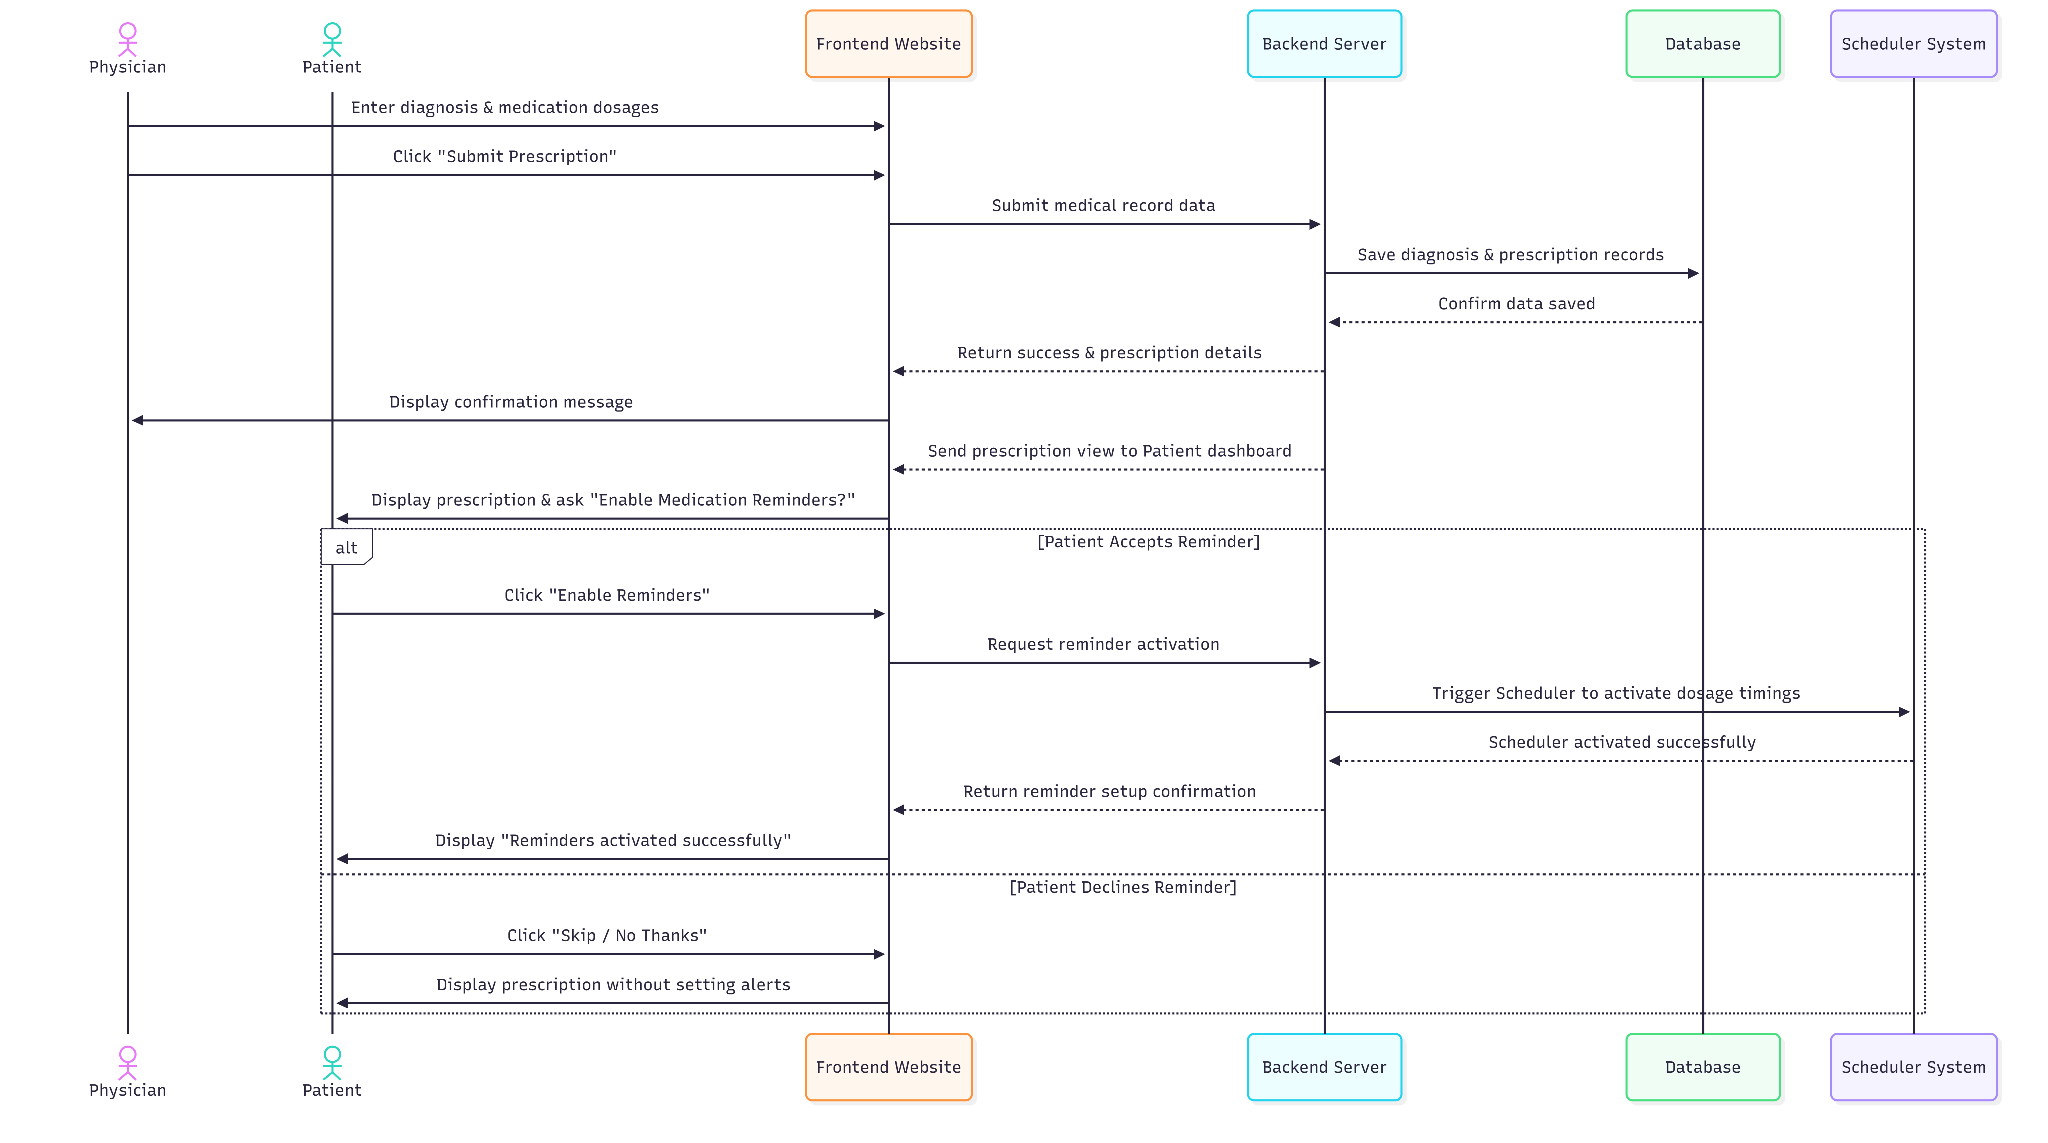 Physician
Patient
Frontend Website
Backend Server
Database
Scheduler System
Enter diagnosis & medication dosages
Click "Submit Prescription"
Submit medical record data
Save diagnosis & prescription records
Confirm data saved
Return success & prescription details
Display confirmation message
Send prescription view to Patient dashboard
Display prescription & ask "Enable Medication Reminders?"
alt
[Patient Accepts Reminder]
Click "Enable Reminders"
Request reminder activation
Trigger Scheduler to activate dosage timings
Scheduler activated successfully
Return reminder setup confirmation
Display "Reminders activated successfully"
[Patient Declines Reminder]
Click "Skip / No Thanks"
Display prescription without setting alerts
Physician
Patient
Frontend Website
Backend Server
Database
Scheduler System